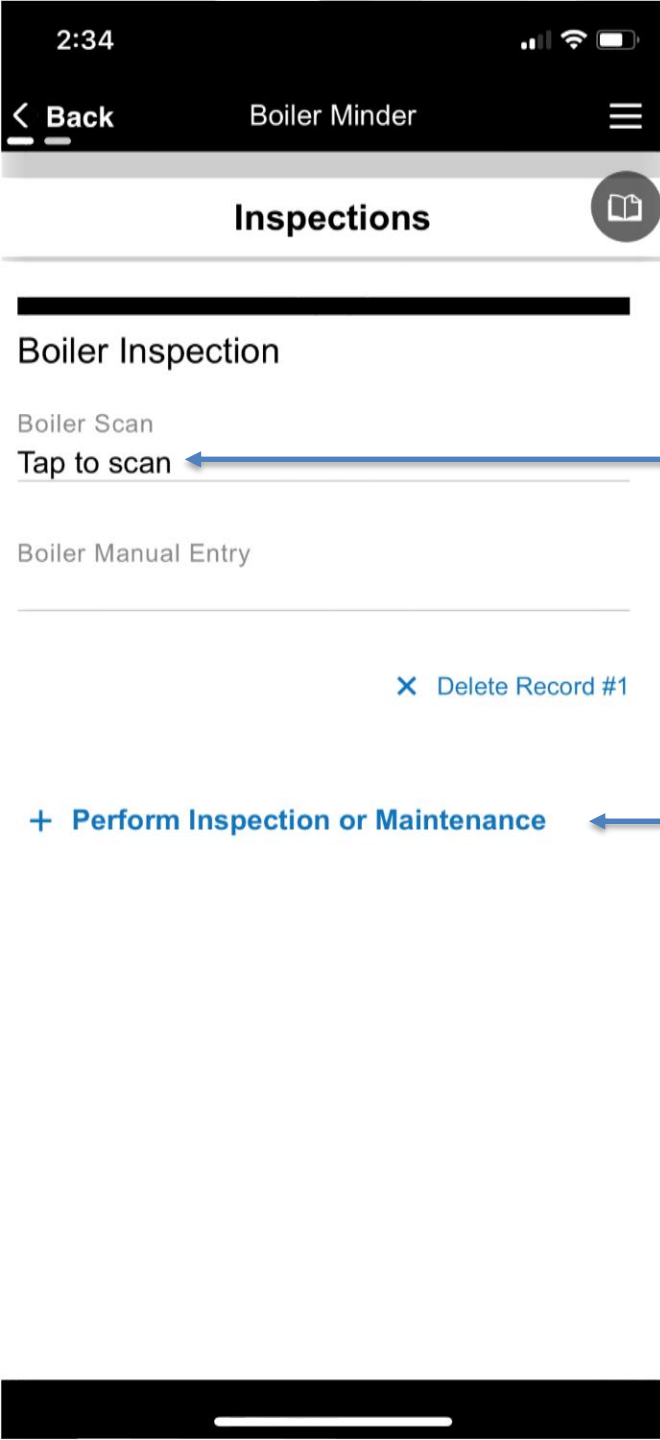 2:34
Back Boiler Minder
Inspections
Boiler Inspection
Boiler Scan
Tap to scan
Boiler Manual Entry
× Delete Record #1
+ Perform Inspection or Maintenance